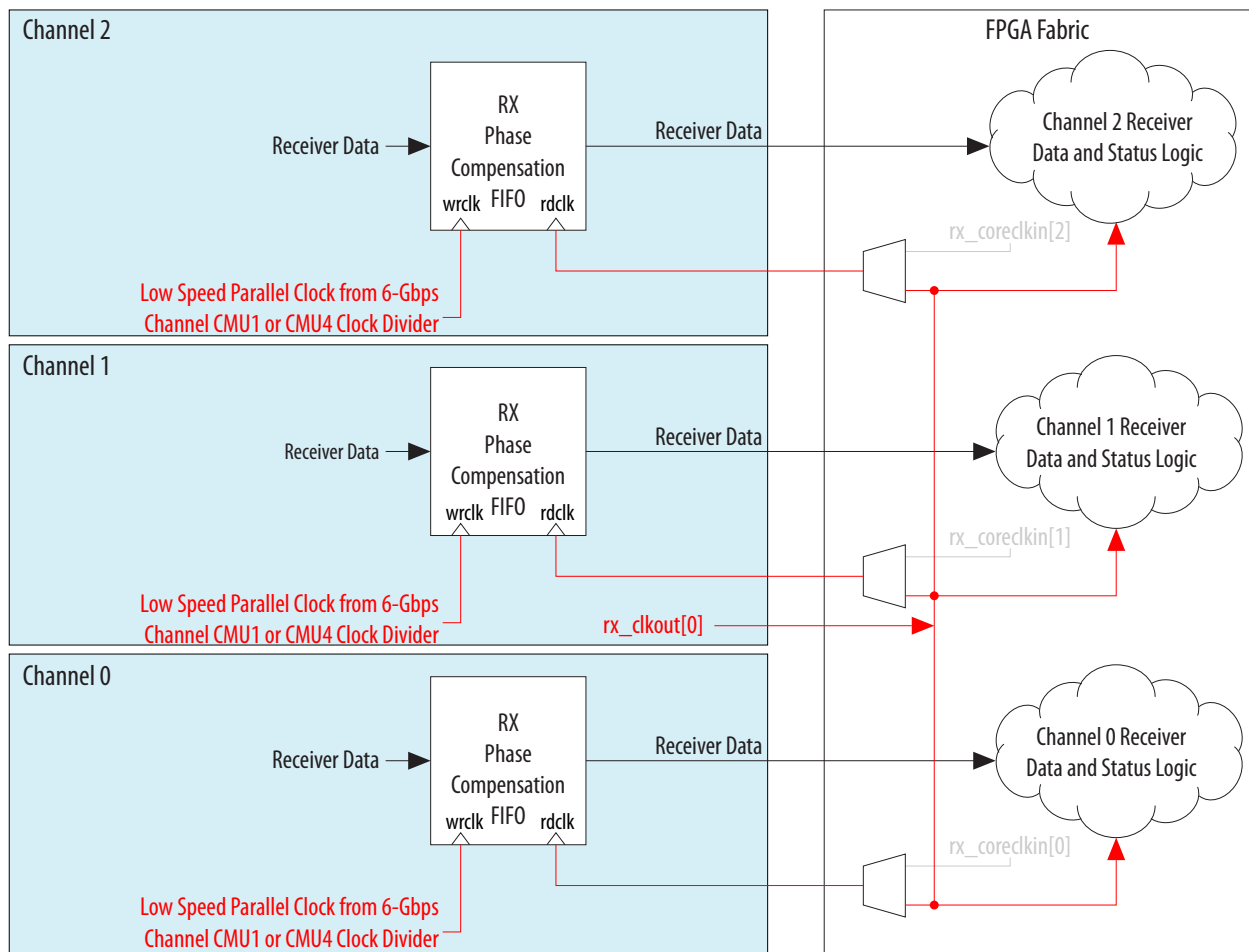 Channel 2
FPGA Fabric
RX
Phase
Compensation
FIFO
wrclk
rdclk
Receiver Data
Receiver Data
Channel 2 Receiver
Data and Status Logic
rx_coreclkin[2]
Low Speed Parallel Clock from 6-Gbps
Channel CMU1 or CMU4 Clock Divider
Channel 1
RX
Phase
Compensation
FIFO
wrclk
rdclk
Receiver Data
Receiver Data
Channel 1 Receiver
Data and Status Logic
rx_coreclkin[1]
Low Speed Parallel Clock from 6-Gbps
Channel CMU1 or CMU4 Clock Divider
rx_clkout[0]
Channel 0
RX
Phase
Compensation
FIFO
wrclk
rdclk
Receiver Data
Receiver Data
Channel 0 Receiver
Data and Status Logic
rx_coreclkin[0]
Low Speed Parallel Clock from 6-Gbps
Channel CMU1 or CMU4 Clock Divider